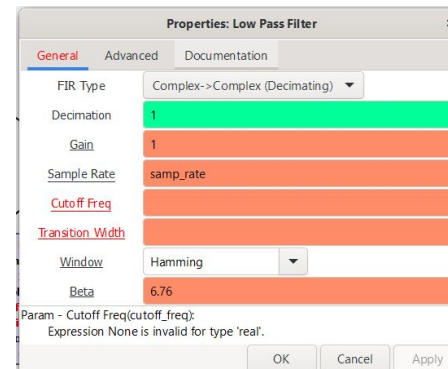 Properties: Low Pass Filter
General Advanced Documentation
FIR Type Complex->Complex (Decimating)
Decimation 1
Gain 1
Sample Rate samp_rate
Cutoff Freq
Transition Width
Window Hamming
Beta 6.76
Param - Cutoff Freq(cutoff_freq):
Expression None is invalid for type 'real'.
OK Cancel Apply